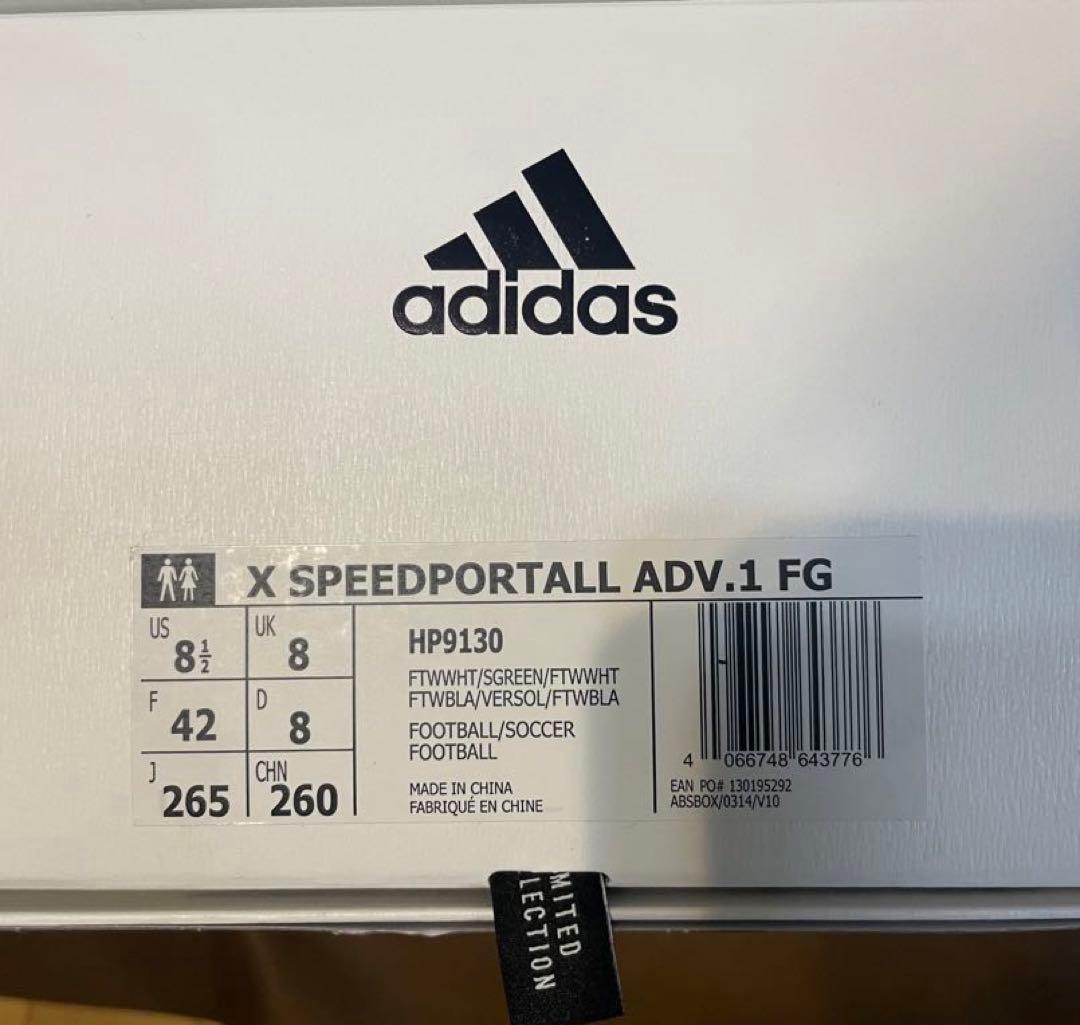 adidas
X SPEEDPORTALL ADV.1 FG
US 8½
UK 8
F 42
D 8
J 265
CHN 260
HP9130
FTWWHT/SGREEN/FTWWHT
FTWBLA/VERSOL/FTWBLA
FOOTBALL/SOCCER
FOOTBALL
MADE IN CHINA
FABRIQUÉ EN CHINE
4 066748 643776
EAN PO# 130195292
ABSBOX/0314/V10
MITED
LECTION